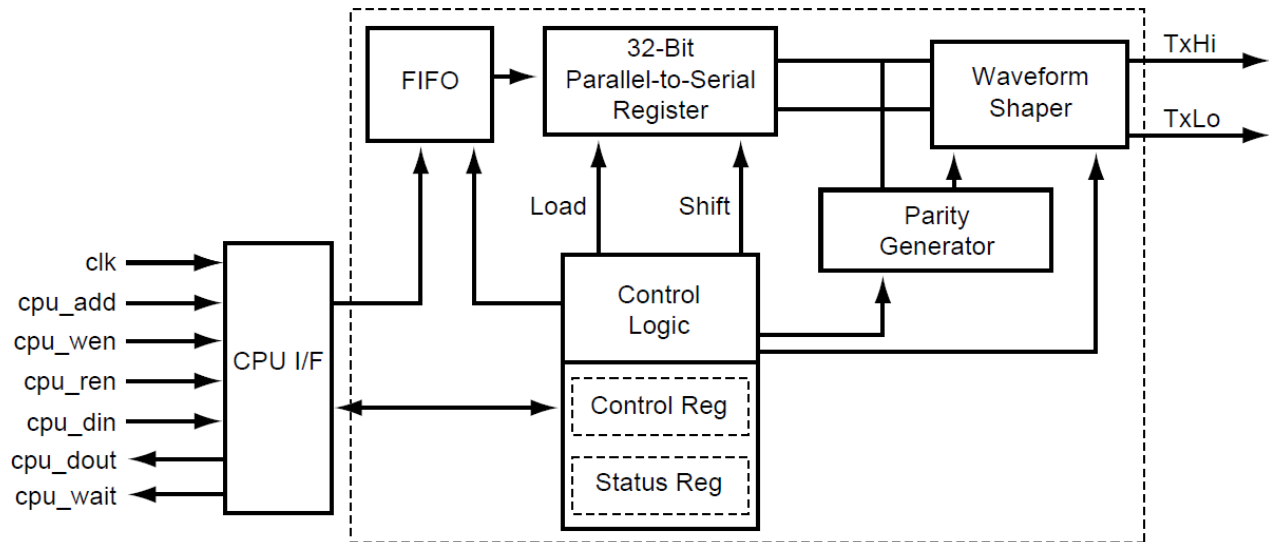 FIFO
32-Bit
Parallel-to-Serial
Register
Waveform
Shaper
TxHi
TxLo
Load
Shift
Parity
Generator
clk
cpu_add
cpu_wen
cpu_ren
cpu_din
cpu_dout
cpu_wait
CPU I/F
Control
Logic
Control Reg
Status Reg